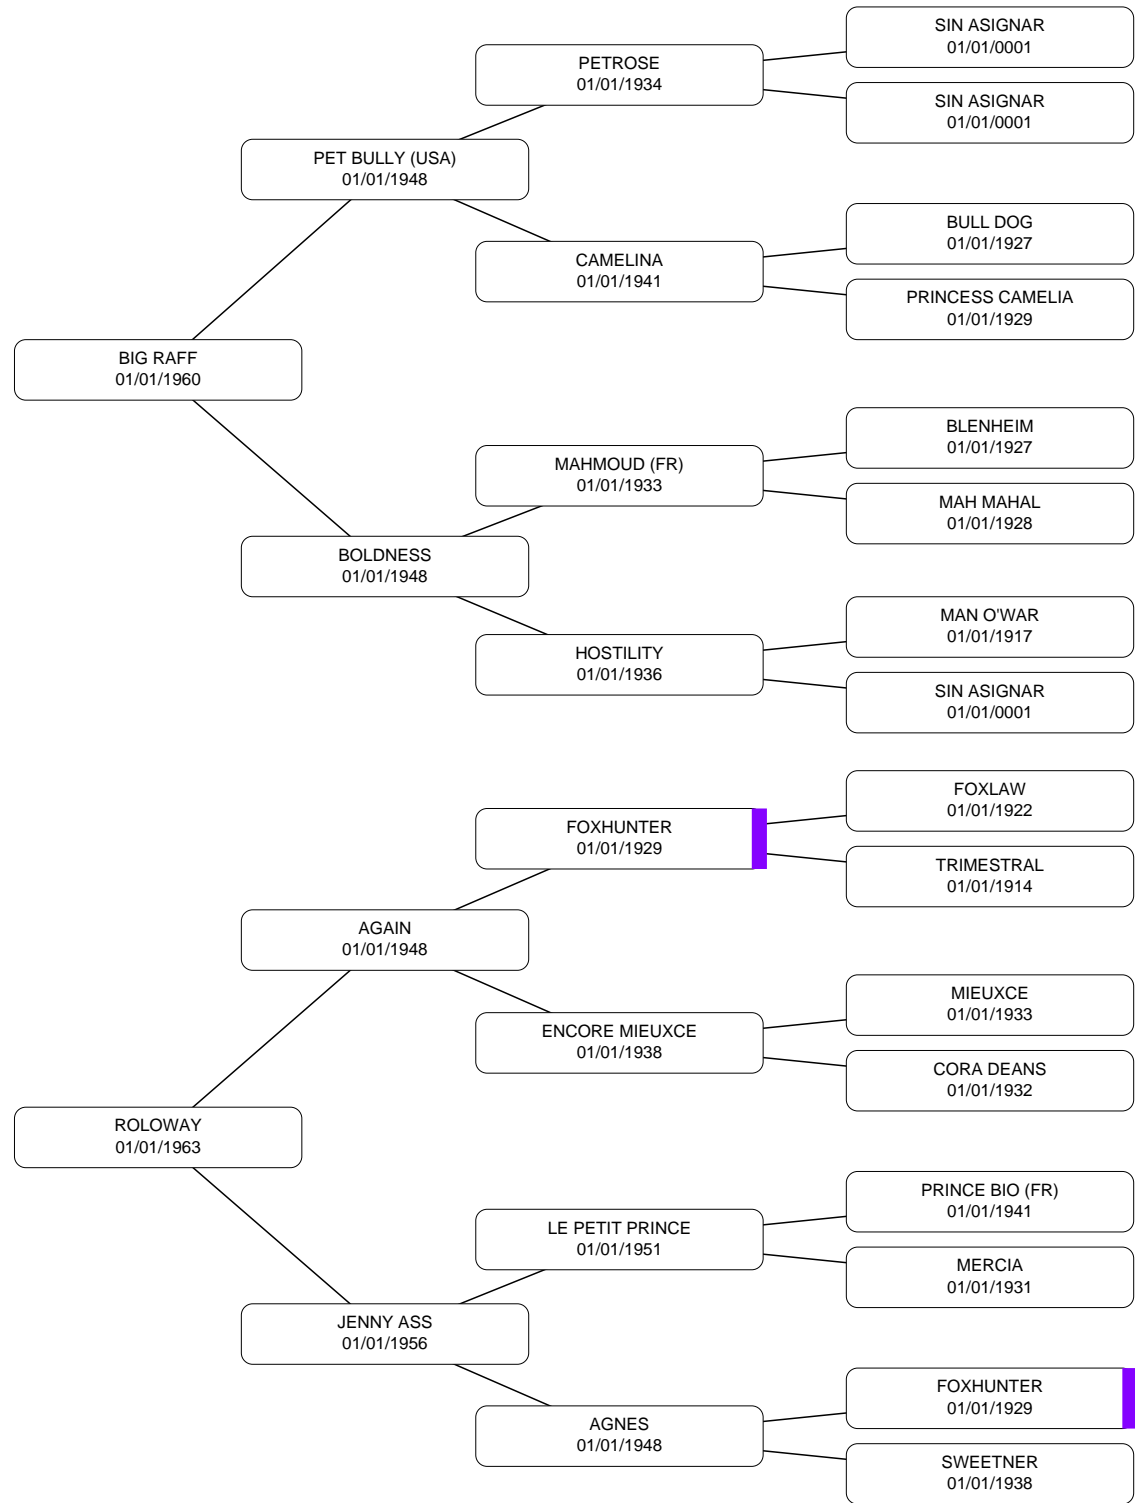 SIN ASIGNAR
01/01/0001
PETROSE
01/01/1934
SIN ASIGNAR
01/01/0001
PET BULLY (USA)
01/01/1948
BULL DOG
01/01/1927
CAMELINA
01/01/1941
PRINCESS CAMELIA
01/01/1929
BIG RAFF
01/01/1960
BLENHEIM
01/01/1927
MAHMOUD (FR)
01/01/1933
MAH MAHAL
01/01/1928
BOLDNESS
01/01/1948
MAN O'WAR
01/01/1917
HOSTILITY
01/01/1936
SIN ASIGNAR
01/01/0001
FOXLAW
01/01/1922
FOXHUNTER
01/01/1929
TRIMESTRAL
01/01/1914
AGAIN
01/01/1948
MIEUXCE
01/01/1933
ENCORE MIEUXCE
01/01/1938
CORA DEANS
01/01/1932
ROLOWAY
01/01/1963
PRINCE BIO (FR)
01/01/1941
LE PETIT PRINCE
01/01/1951
MERCIA
01/01/1931
JENNY ASS
01/01/1956
FOXHUNTER
01/01/1929
AGNES
01/01/1948
SWEETNER
01/01/1938